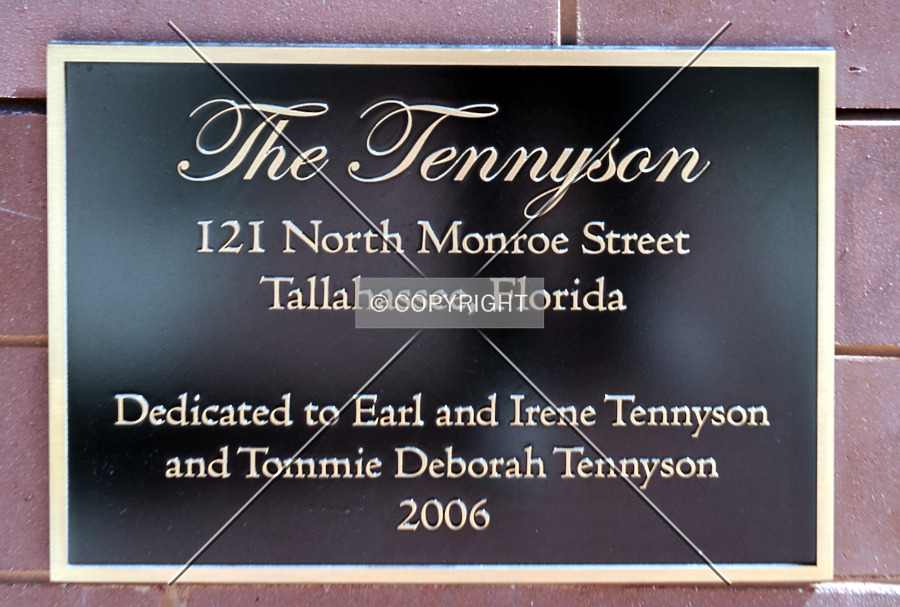 The Tennyson
121 North Monroe Street
Tallahassee, Florida
© COPYRIGHT
Dedicated to Earl and Irene Tennyson
and Tommie Deborah Tennyson
2006